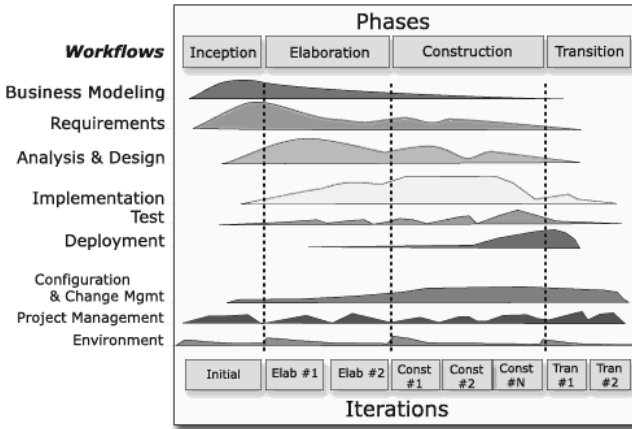 Phases
Workflows
Inception Elaboration Construction Transition
Business Modeling
Requirements
Analysis & Design
Implementation
Test
Deployment
Configuration
& Change Mgmt
Project Management
Environment
Initial Elab #1 Elab #2 Const #1 Const #2 Const #N Tran #1 Tran #2
Iterations